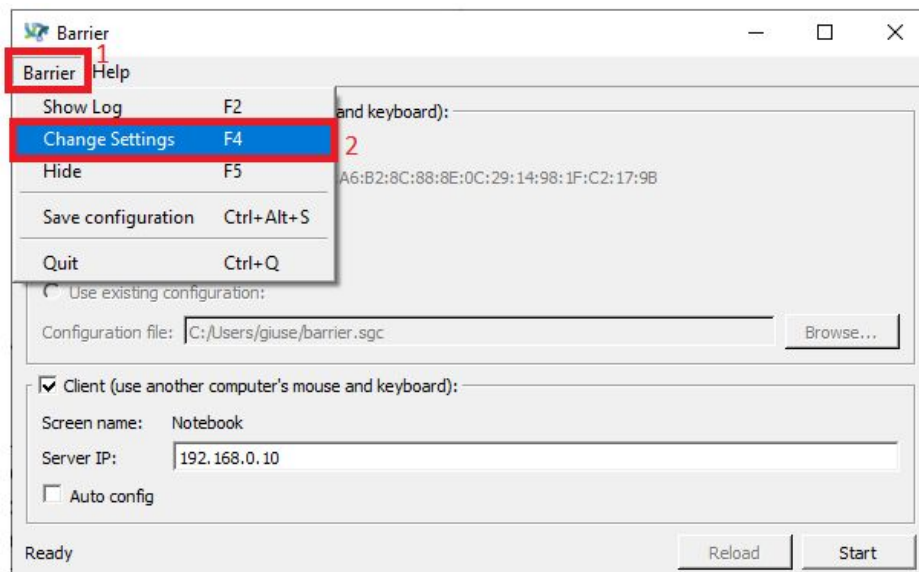 Barrier
1
Barrier Help
Show Log F2
and keyboard):
Change Settings F4
2
Hide F5
A6:B2:8C:88:8E:0C:29:14:98:1F:C2:17:9B
Save configuration Ctrl+Alt+S
Quit Ctrl+Q
Use existing configuration:
Configuration file: C:/Users/giuse/barrier.sgc Browse...
Client (use another computer's mouse and keyboard):
Screen name: Notebook
Server IP: 192.168.0.10
Auto config
Ready Reload Start